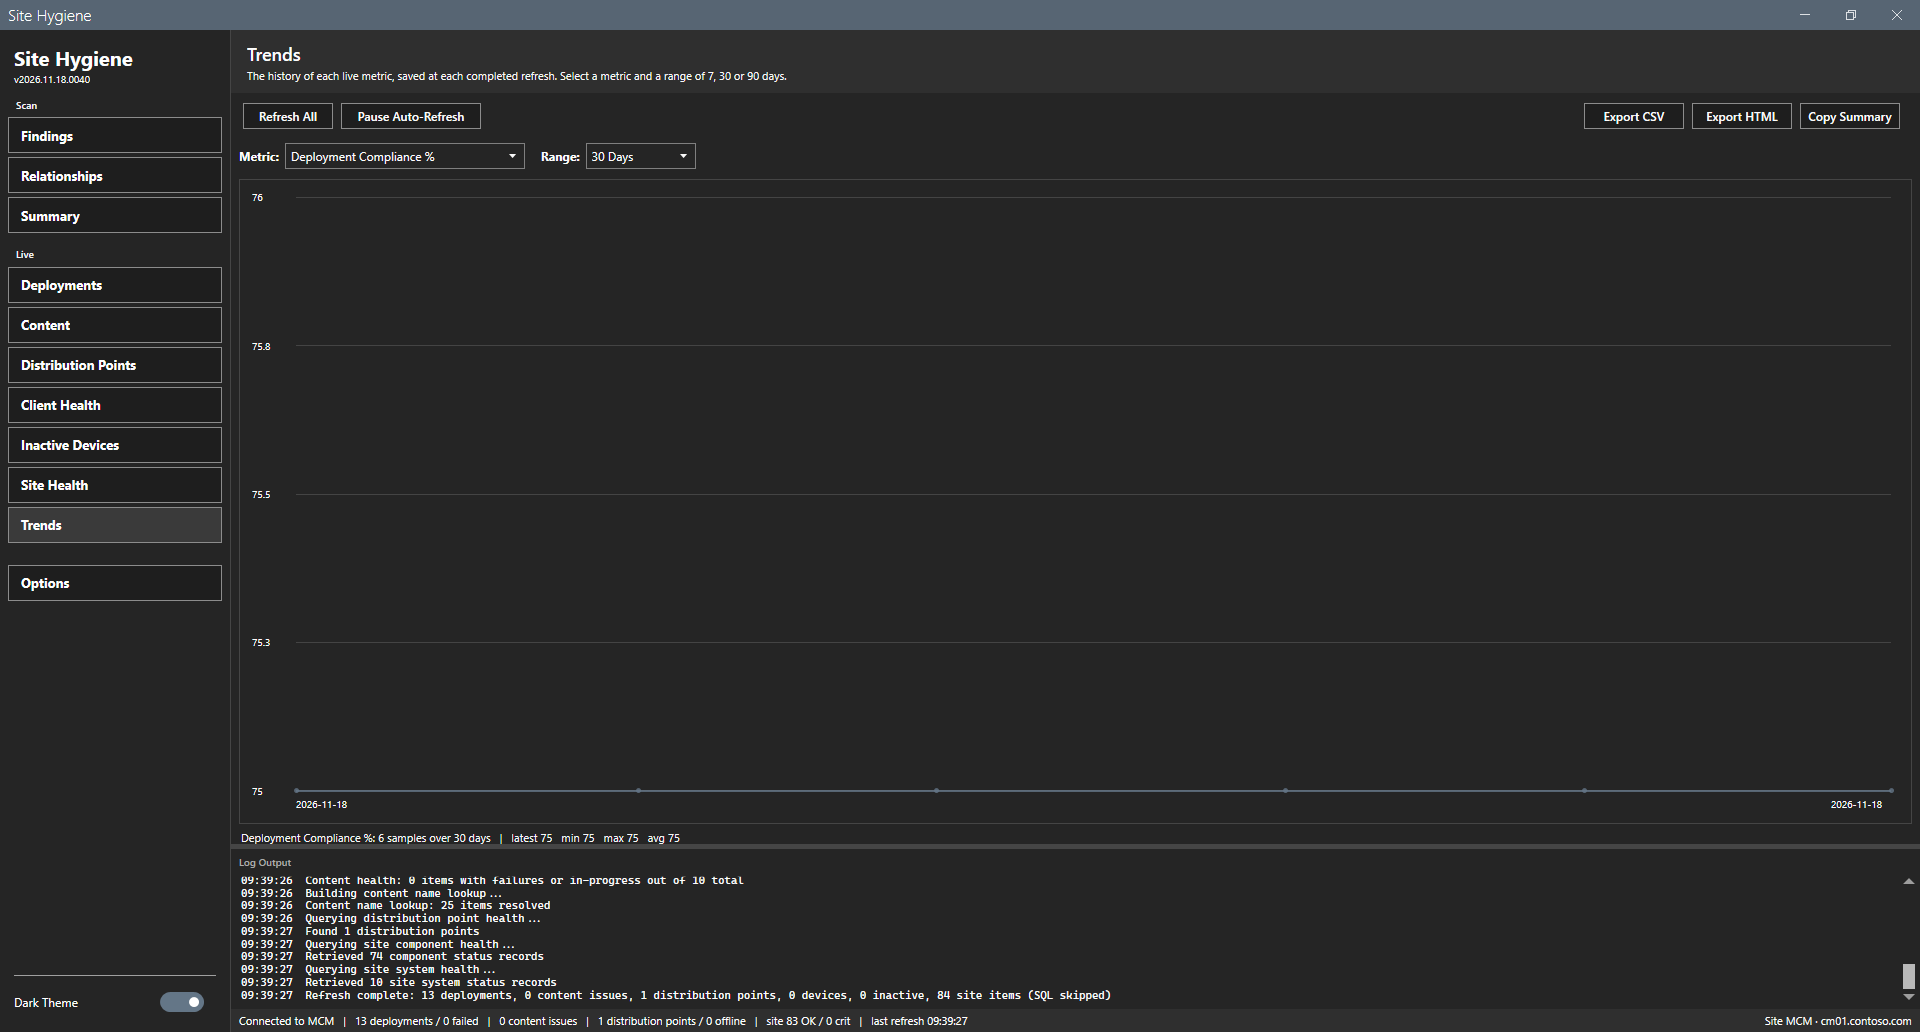 Site Hygiene
Site Hygiene
v2026.11.18.0040
Scan
Findings
Relationships
Summary
Live
Deployments
Content
Distribution Points
Client Health
Inactive Devices
Site Health
Trends
Options
Dark Theme
Trends
The history of each live metric, saved at each completed refresh. Select a metric and a range of 7, 30 or 90 days.
Refresh All
Pause Auto-Refresh
Export CSV
Export HTML
Copy Summary
Metric: Deployment Compliance % Range: 30 Days
76
75.8
75.5
75.3
75
2026-11-18 2026-11-18
Deployment Compliance %: 6 samples over 30 days | latest 75 min 75 max 75 avg 75
Log Output
09:39:26 Content health: 0 items with failures or in-progress out of 10 total
09:39:26 Building content name lookup...
09:39:26 Content name lookup: 25 items resolved
09:39:26 Querying distribution point health...
09:39:27 Found 1 distribution points
09:39:27 Querying site component health...
09:39:27 Retrieved 74 component status records
09:39:27 Querying site system health...
09:39:27 Retrieved 10 site system status records
09:39:27 Refresh complete: 13 deployments, 0 content issues, 1 distribution points, 0 devices, 0 inactive, 84 site items (SQL skipped)
Connected to MCM | 13 deployments / 0 failed | 0 content issues | 1 distribution points / 0 offline | site 83 OK / 0 crit | last refresh 09:39:27
Site MCM · cm01.contoso.com